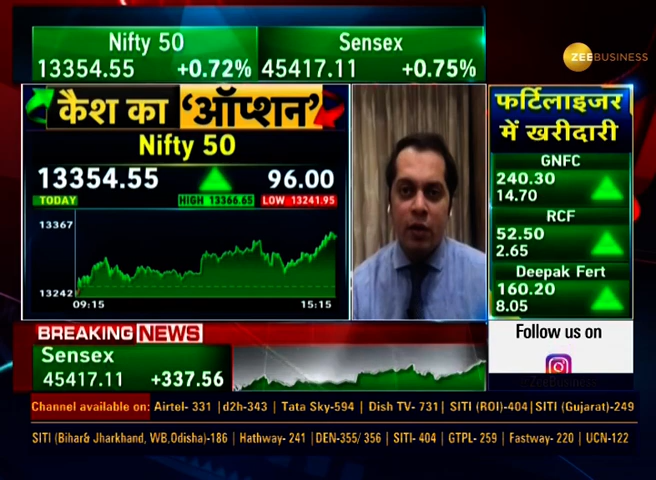 Nifty 50
13354.55 +0.72%
Sensex
45417.11 +0.75%
ZEEBUSINESS
कैश का 'ऑप्शन'
Nifty 50
13354.55 96.00
TODAY HIGH 13366.65 LOW 13241.95
13367
13242
09:15 15:15
फर्टिलाइजर
में खरीदारी
GNFC
240.30
14.70
RCF
52.50
2.65
Deepak Fert
160.20
8.05
BREAKING NEWS
Sensex
45417.11 +337.56
Follow us on
@ZeeBusiness
Channel available on: Airtel- 331 | d2h-343 | Tata Sky-594 | Dish TV- 731 | SITI (ROI)-404 | SITI (Gujarat)-249
SITI (Bihar& Jharkhand, WB,Odisha)-186 | Hathway- 241 | DEN-355/ 356 | SITI- 404 | GTPL- 259 | Fastway- 220 | UCN-122